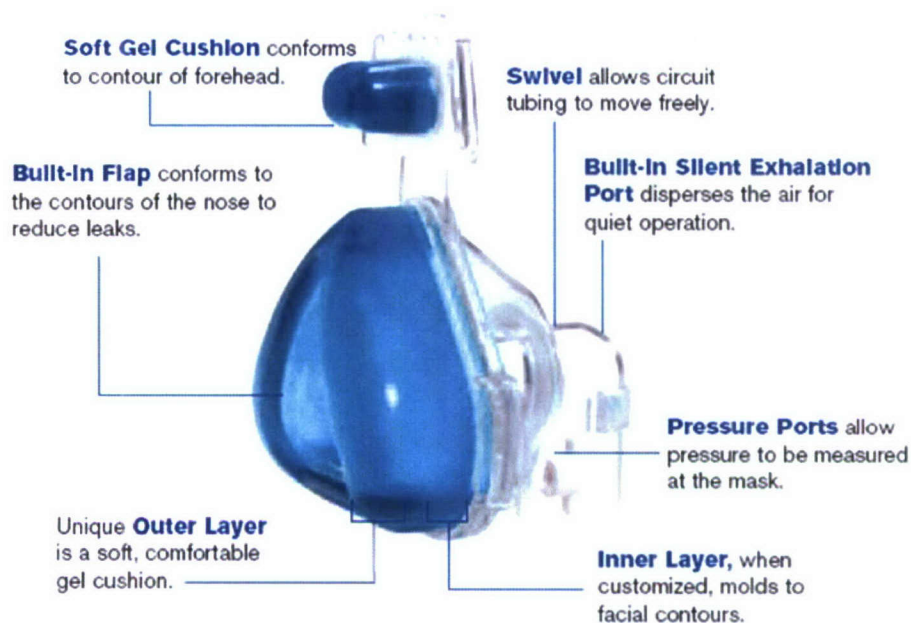 Soft Gel Cushion conforms
to contour of forehead.
Swivel allows circuit
tubing to move freely.
Built-In Flap conforms to
the contours of the nose to
reduce leaks.
Built-In Silent Exhalation
Port disperses the air for
quiet operation.
Pressure Ports allow
pressure to be measured
at the mask.
Unique Outer Layer
is a soft, comfortable
gel cushion.
Inner Layer, when
customized, molds to
facial contours.